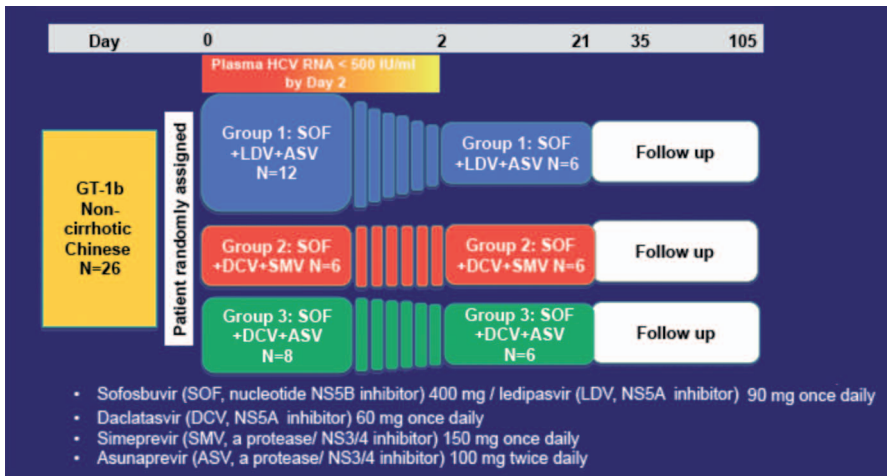 Day 0 2 21 35 105
Plasma HCV RNA < 500 IU/ml
by Day 2
GT-1b
Non-
cirrhotic
Chinese
N=26
Patient randomly assigned
Group 1: SOF
+LDV+ASV
N=12
Group 1: SOF
+LDV+ASV N=6
Follow up
Group 2: SOF
+DCV+SMV N=6
Group 2: SOF
+DCV+SMV N=6
Follow up
Group 3: SOF
+DCV+ASV
N=8
Group 3: SOF
+DCV+ASV
N=6
Follow up
• Sofosbuvir (SOF, nucleotide NS5B inhibitor) 400 mg / ledipasvir (LDV, NS5A inhibitor) 90 mg once daily
• Daclatasvir (DCV, NS5A inhibitor) 60 mg once daily
• Simeprevir (SMV, a protease/ NS3/4 inhibitor) 150 mg once daily
• Asunaprevir (ASV, a protease/ NS3/4 inhibitor) 100 mg twice daily